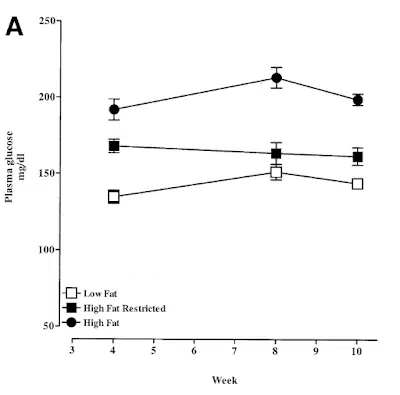 A
250
200
150
100
50
Plasma glucose
mg/dl
Low Fat
High Fat Restricted
High Fat
3 4 5 6 7 8 9 10
Week